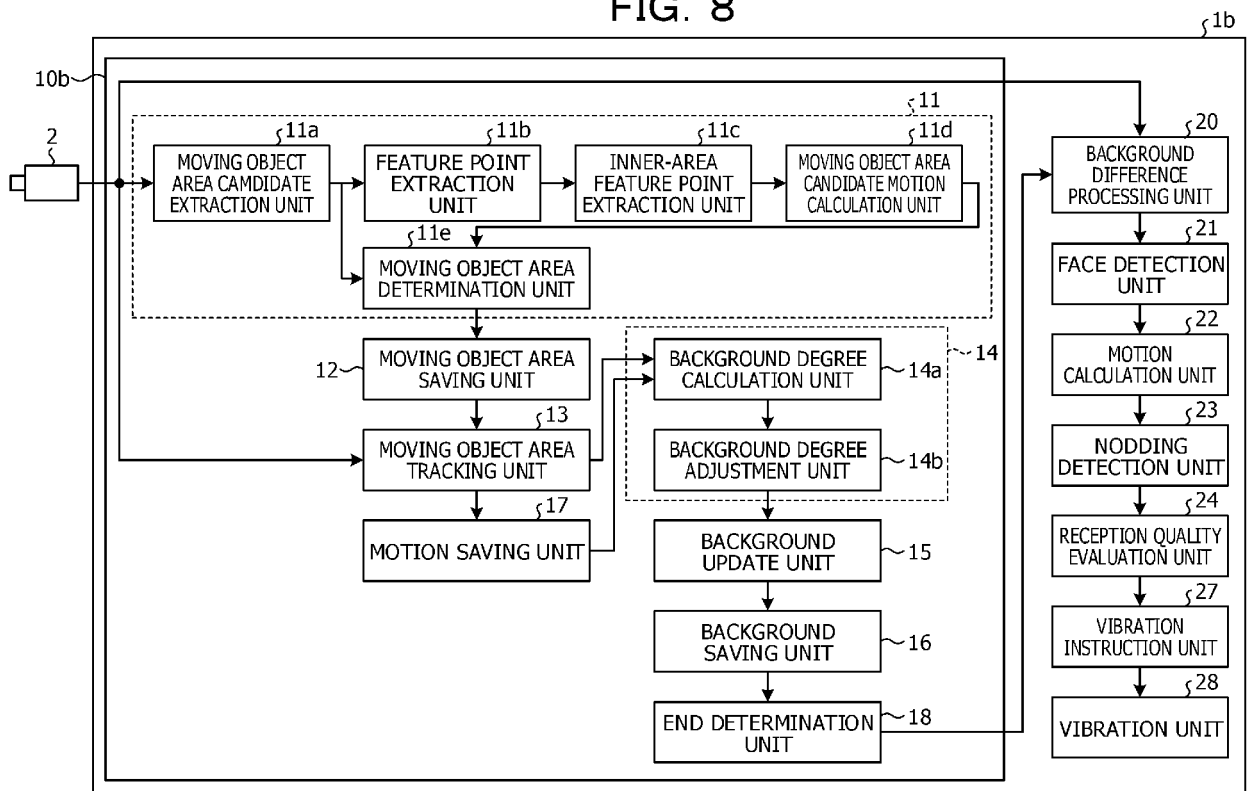 FIG. 8
1b
10b
11
2
11a
MOVING OBJECT
AREA CAMDIDATE
EXTRACTION UNIT
11b
FEATURE POINT
EXTRACTION
UNIT
11c
INNER-AREA
FEATURE POINT
EXTRACTION UNIT
11d
MOVING OBJECT AREA
CANDIDATE MOTION
CALCULATION UNIT
11e
MOVING OBJECT AREA
DETERMINATION UNIT
12
MOVING OBJECT AREA
SAVING UNIT
13
MOVING OBJECT AREA
TRACKING UNIT
17
MOTION SAVING UNIT
14
BACKGROUND DEGREE
CALCULATION UNIT
14a
BACKGROUND DEGREE
ADJUSTMENT UNIT
14b
BACKGROUND
UPDATE UNIT
15
BACKGROUND
SAVING UNIT
16
END DETERMINATION
UNIT
18
20
BACKGROUND
DIFFERENCE
PROCESSING UNIT
21
FACE DETECTION
UNIT
22
MOTION
CALCULATION UNIT
23
NODDING
DETECTION UNIT
24
RECEPTION QUALITY
EVALUATION UNIT
27
VIBRATION
INSTRUCTION UNIT
28
VIBRATION UNIT